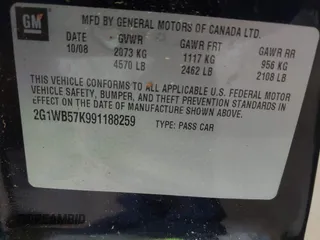 GM
MFD BY GENERAL MOTORS OF CANADA LTD.
DATE GVWR GAWR FRT GAWR RR
10/08 2073 KG 1117 KG 956 KG
4570 LB 2462 LB 2108 LB
THIS VEHICLE CONFORMS TO ALL APPLICABLE U.S. FEDERAL MOTOR
VEHICLE SAFETY, BUMPER, AND THEFT PREVENTION STANDARDS IN
EFFECT ON THE DATE OF MANUFACTURE SHOWN ABOVE.
2G1WB57K991188259 TYPE: PASS CAR